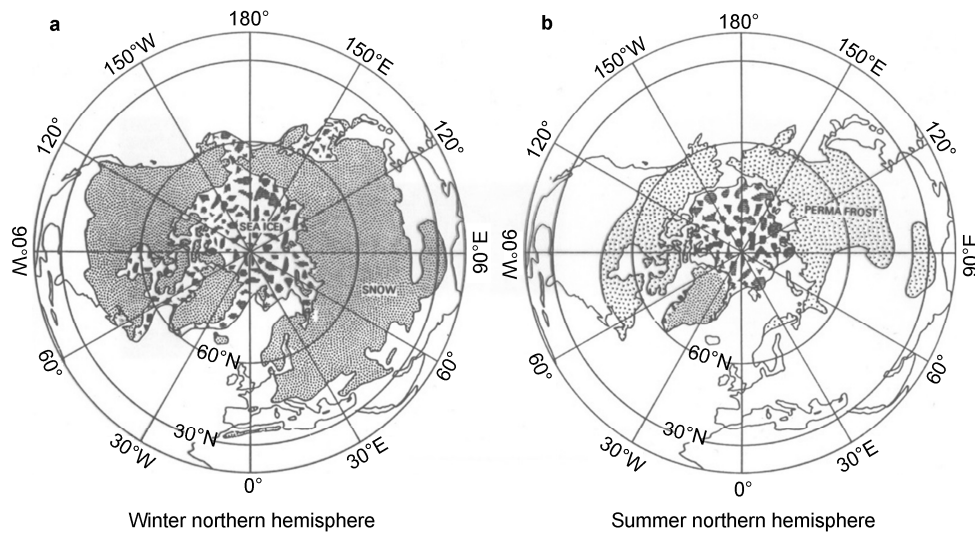 a
180°
150°W
150°E
120°
120°
SEA ICE
90°W
90°E
SNOW
60°
60°N
60°
30°N
30°W
30°E
0°
Winter northern hemisphere
b
180°
150°W
150°E
120°
120°
PERMA FROST
90°W
90°E
60°
60°N
60°
30°N
30°W
30°E
0°
Summer northern hemisphere